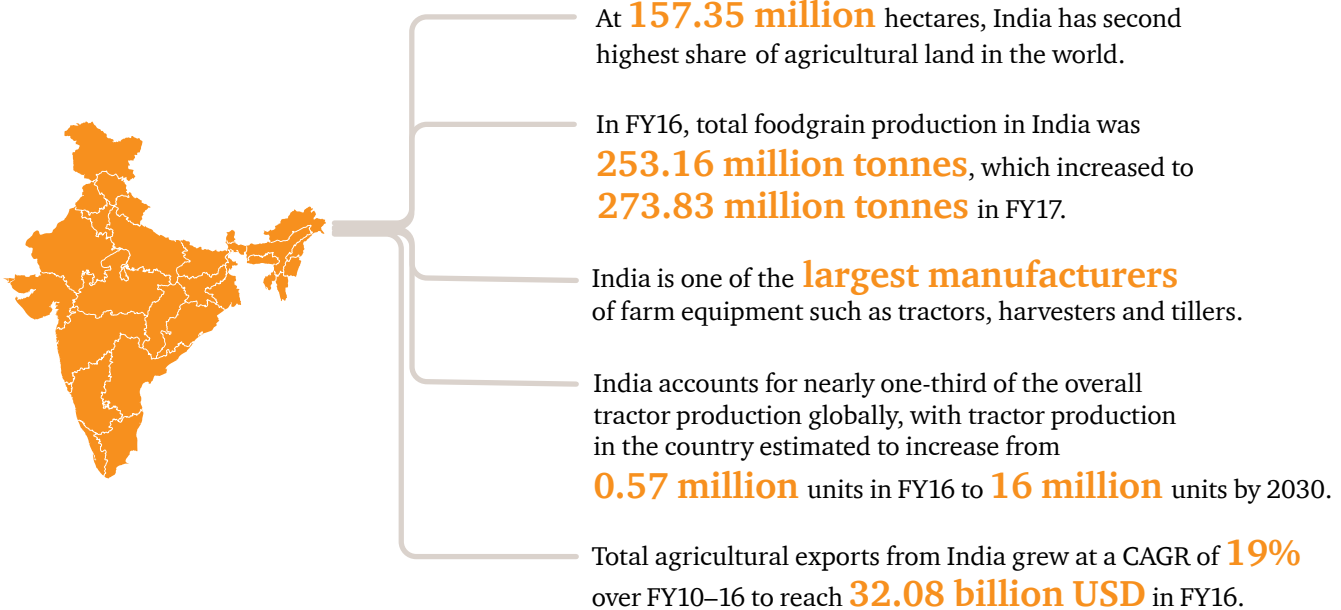 At 157.35 million hectares, India has second
highest share of agricultural land in the world.
In FY16, total foodgrain production in India was
253.16 million tonnes, which increased to
273.83 million tonnes in FY17.
India is one of the largest manufacturers
of farm equipment such as tractors, harvesters and tillers.
India accounts for nearly one-third of the overall
tractor production globally, with tractor production
in the country estimated to increase from
0.57 million units in FY16 to 16 million units by 2030.
Total agricultural exports from India grew at a CAGR of 19%
over FY10–16 to reach 32.08 billion USD in FY16.